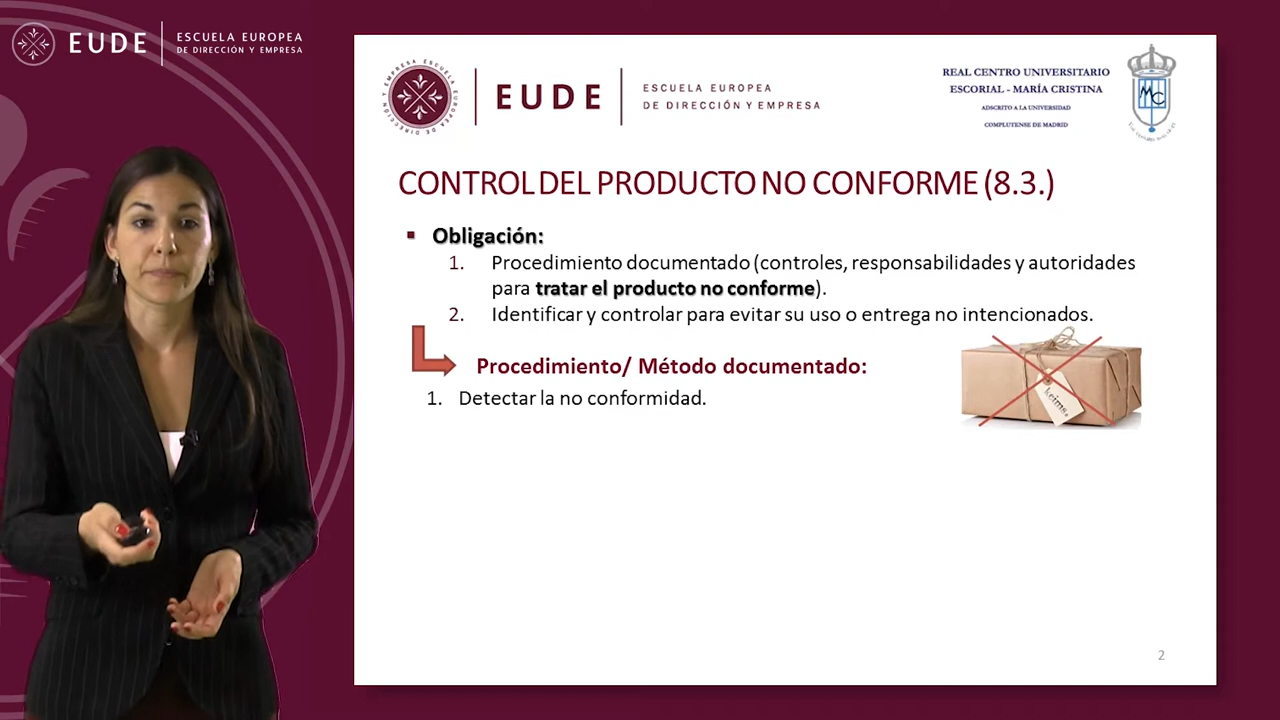 EUDE
ESCUELA EUROPEA
DE DIRECCIÓN Y EMPRESA
EUDE
ESCUELA EUROPEA
DE DIRECCIÓN Y EMPRESA
REAL CENTRO UNIVERSITARIO
ESCORIAL - MARÍA CRISTINA
ADSCRITO A LA UNIVERSIDAD
COMPLUTENSE DE MADRID
CONTROL DEL PRODUCTO NO CONFORME (8.3.)
▪ Obligación:
1. Procedimiento documentado (controles, responsabilidades y autoridades
para tratar el producto no conforme).
2. Identificar y controlar para evitar su uso o entrega no intencionados.
Procedimiento/ Método documentado:
1. Detectar la no conformidad.
2